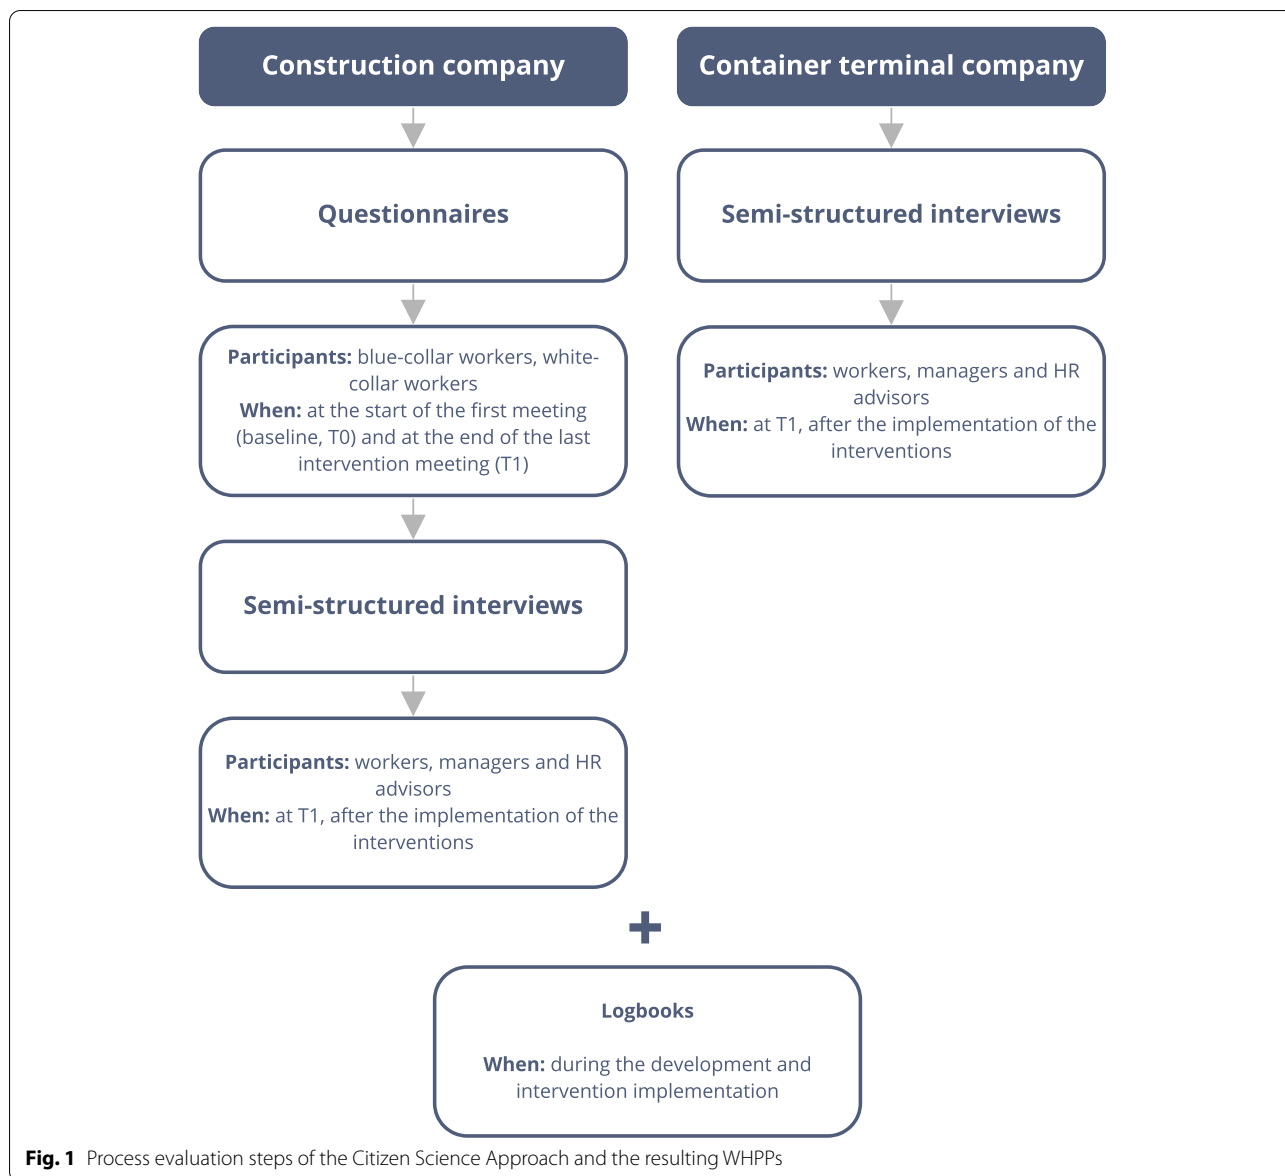 Construction company
Questionnaires
Participants: blue-collar workers, white-
collar workers
When: at the start of the first meeting
(baseline, T0) and at the end of the last
intervention meeting (T1)
Semi-structured interviews
Participants: workers, managers and HR
advisors
When: at T1, after the implementation of the
interventions
Container terminal company
Semi-structured interviews
Participants: workers, managers and HR
advisors
When: at T1, after the implementation of the
interventions
+
Logbooks
When: during the development and
intervention implementation
Fig. 1 Process evaluation steps of the Citizen Science Approach and the resulting WHPPs